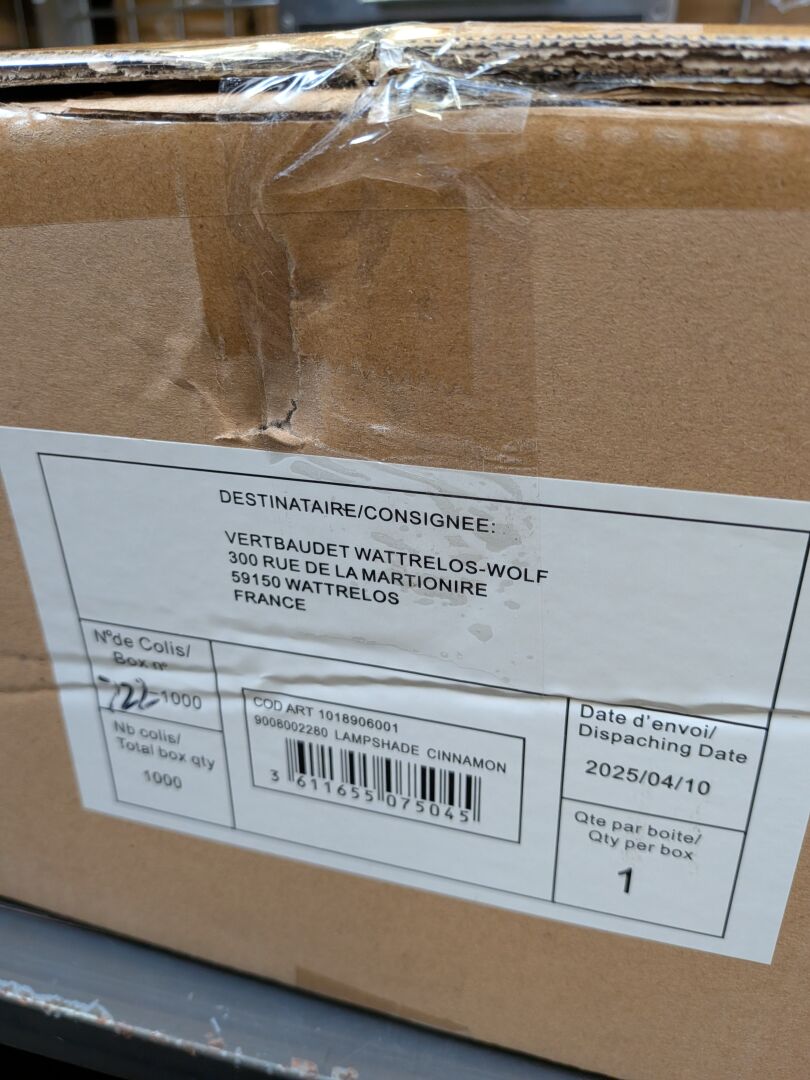 DESTINATAIRE/CONSIGNEE:
VERTBAUDET WATTRELOS-WOLF
300 RUE DE LA MARTIONIRE
59150 WATTRELOS
FRANCE
N°de Colis/
Box n°
722-1000
Nb colis/
Total box qty
1000
COD ART 1018906001
9008002280 LAMPSHADE CINNAMON
3 611655 075045
Date d'envoi/
Dispaching Date
2025/04/10
Qte par boite/
Qty per box
1